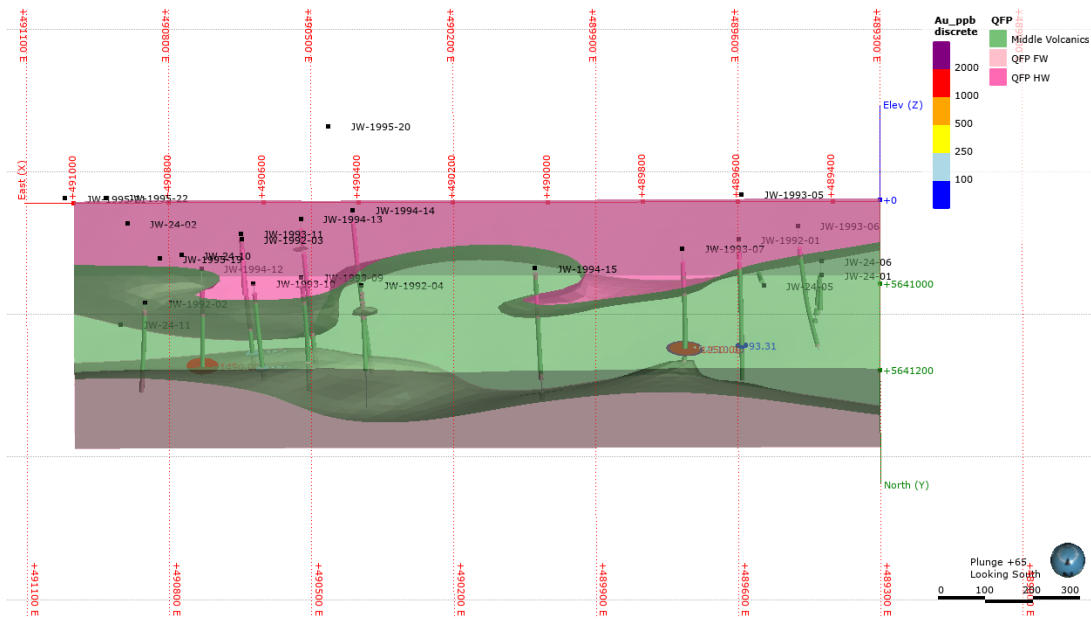 +491100 E
+490800 E
+490500 E
+490200 E
+489900 E
+489600 E
+489300 E
Au_ppb
discrete
2000
1000
500
250
100
QFP
Middle Volcanics
QFP FW
QFP HW
Elev (Z)
+0
East (X)
+491000
+490800
+490600
+490400
+490200
+490000
+489800
+489600
+489400
JW-1995-20
JW-1995-22
JW-1993-05
JW-1994-14
JW-1994-13
JW-24-02
JW-1993-11
JW-1992-03
JW-1993-06
JW-1992-01
JW-1993-07
JW-24-10
JW-1995-19
JW-1994-12
JW-1994-15
JW-24-06
JW-24-01
JW-24-05
JW-1993-09
JW-1993-10
JW-1992-04
JW-1992-02
JW-24-11
+5641000
93.31
+5641200
North (Y)
Plunge +65
Looking South
0 100 200 300
+491100 E
+490800 E
+490500 E
+490200 E
+489900 E
+489600 E
+489300 E